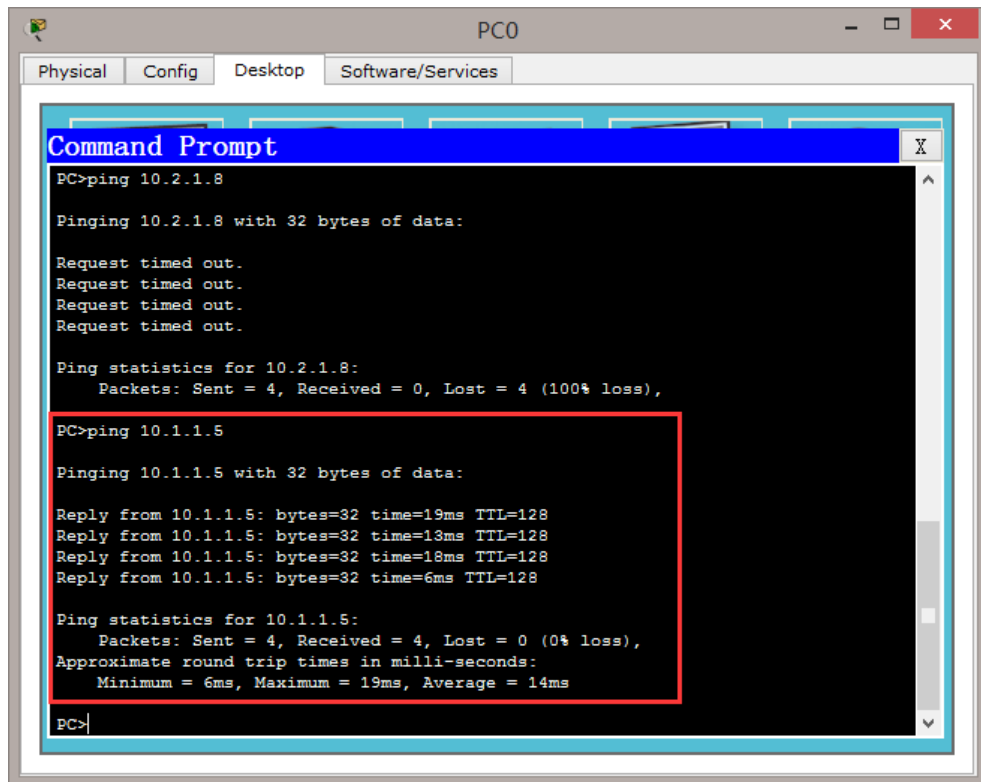 PC0
Physical Config Desktop Software/Services
Command Prompt X
PC>ping 10.2.1.8
Pinging 10.2.1.8 with 32 bytes of data:
Request timed out.
Request timed out.
Request timed out.
Request timed out.
Ping statistics for 10.2.1.8:
Packets: Sent = 4, Received = 0, Lost = 4 (100% loss),
PC>ping 10.1.1.5
Pinging 10.1.1.5 with 32 bytes of data:
Reply from 10.1.1.5: bytes=32 time=19ms TTL=128
Reply from 10.1.1.5: bytes=32 time=13ms TTL=128
Reply from 10.1.1.5: bytes=32 time=18ms TTL=128
Reply from 10.1.1.5: bytes=32 time=6ms TTL=128
Ping statistics for 10.1.1.5:
Packets: Sent = 4, Received = 4, Lost = 0 (0% loss),
Approximate round trip times in milli-seconds:
Minimum = 6ms, Maximum = 19ms, Average = 14ms
PC>